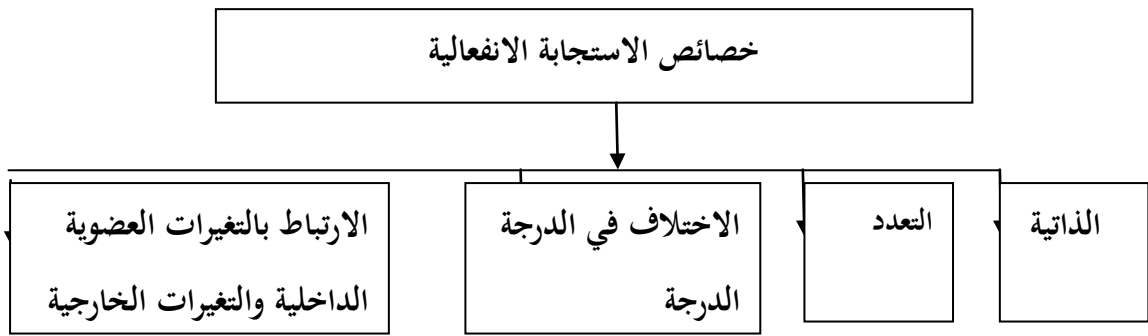 خصائص الاستجابة الانفعالية
الذاتية
التعدد
الاختلاف في الدرجة
الدرجة
الارتباط بالتغيرات العضوية
الداخلية والتغيرات الخارجية